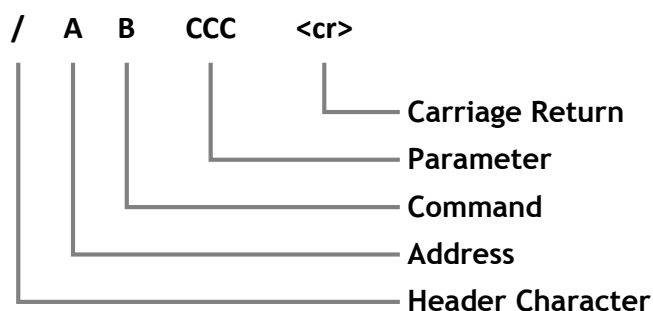 / A B CCC <cr>
Carriage Return
Parameter
Command
Address
Header Character